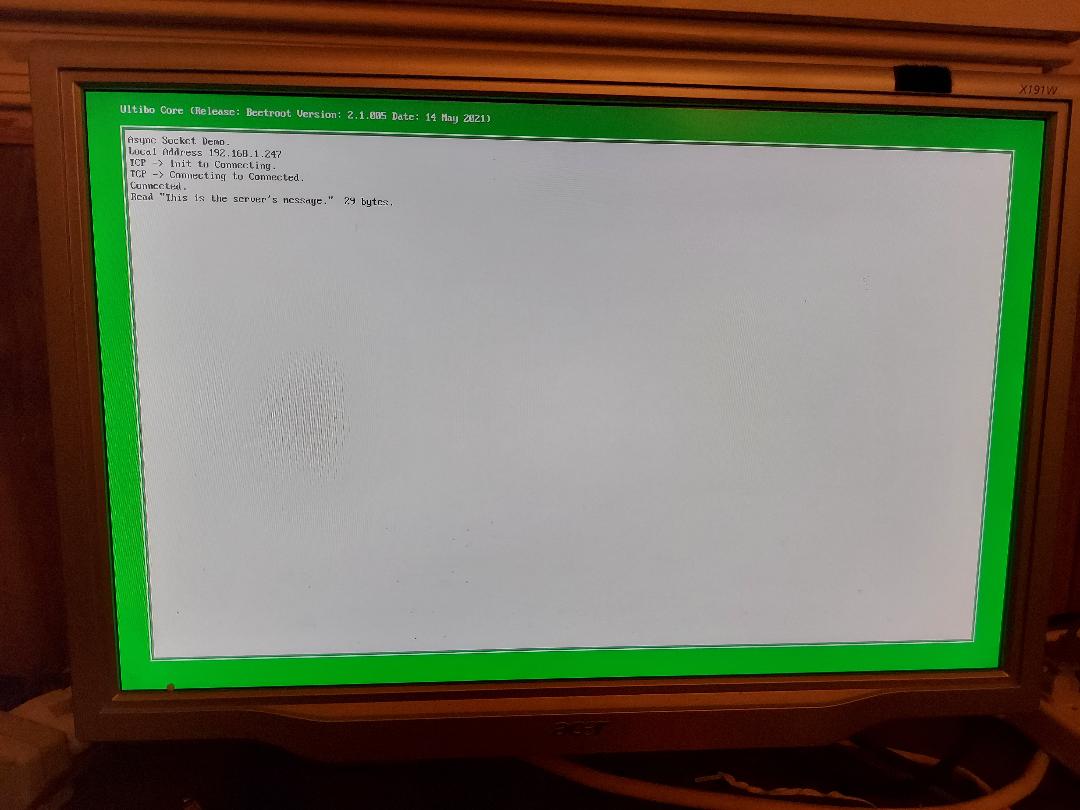 X191W
Ultibo Core (Release: Beetroot Version: 2.1.005 Date: 14 May 2021)
Async Socket Demo.
Local Address 192.168.1.247
TCP -> Init to Connecting.
TCP -> Connecting to Connected.
Connected.
Read "This is the server's message."  29 bytes.
acer